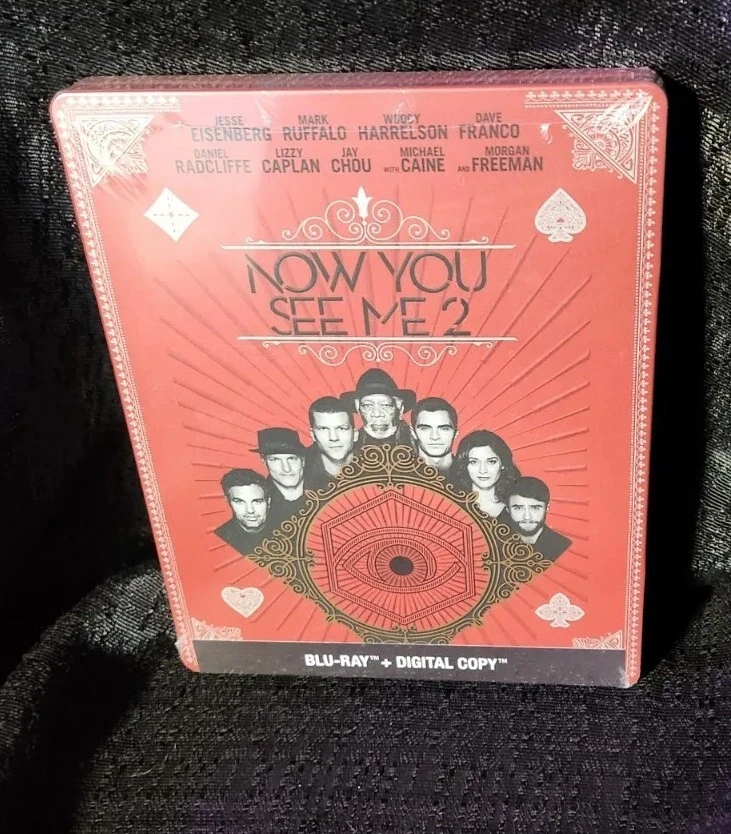 JESSE EISENBERG MARK RUFFALO WOODY HARRELSON DAVE FRANCO
DANIEL RADCLIFFE LIZZY CAPLAN JAY CHOU WITH MICHAEL CAINE AND MORGAN FREEMAN
NOW YOU
SEE ME 2
BLU-RAY™ + DIGITAL COPY™